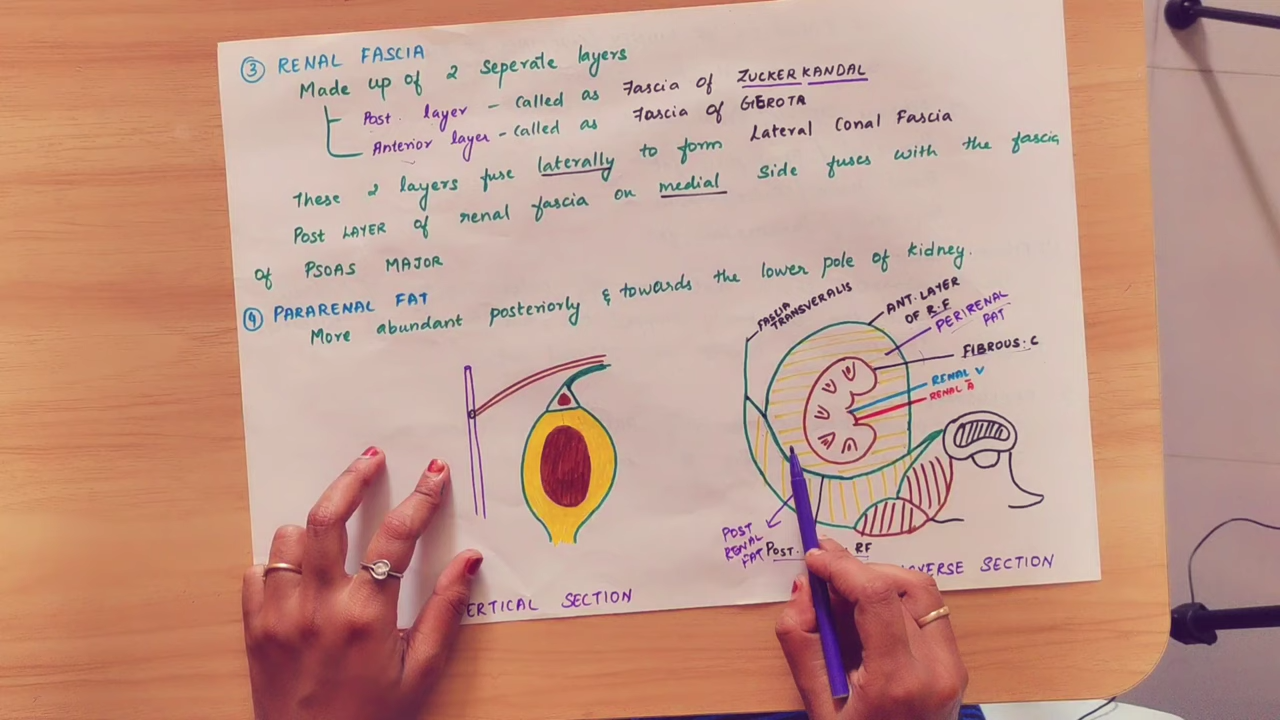 3 RENAL FASCIA
Made up of 2 seperate layers
Post. layer - called as Fascia of ZUCKERKANDAL
Anterior layer - called as Fascia of GEROTA
These 2 layers fuse laterally to form Lateral Conal Fascia
Post LAYER of renal fascia on medial side fuses with the fascia
of PSOAS MAJOR
4 PARARENAL FAT
More abundant posteriorly & towards the lower pole of kidney.
FASCIA
TRANSVERALIS
ANT. LAYER
OF R.F
PERIRENAL
FAT
FIBROUS. C
RENAL V
RENAL A
POST
RENAL
FAT
POST. RF
ERTICAL SECTION
VERSE SECTION